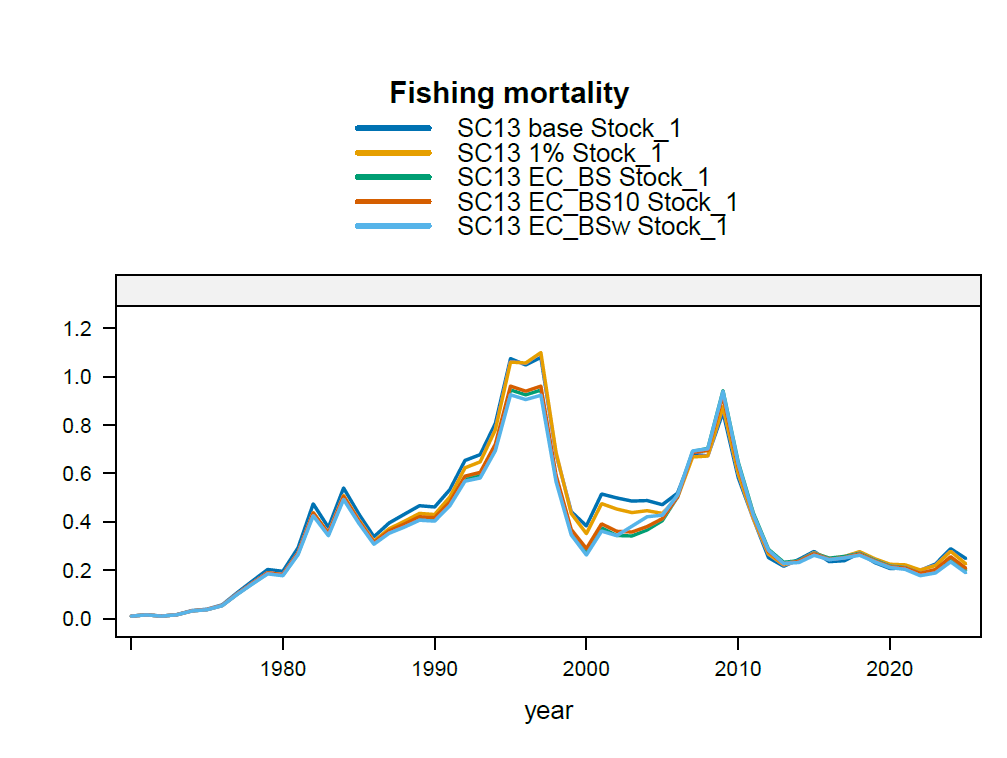 Fishing mortality
SC13 base Stock_1
SC13 1% Stock_1
SC13 EC_BS Stock_1
SC13 EC_BS10 Stock_1
SC13 EC_BSw Stock_1
1.2
1.0
0.8
0.6
0.4
0.2
0.0
1980 1990 2000 2010 2020
year